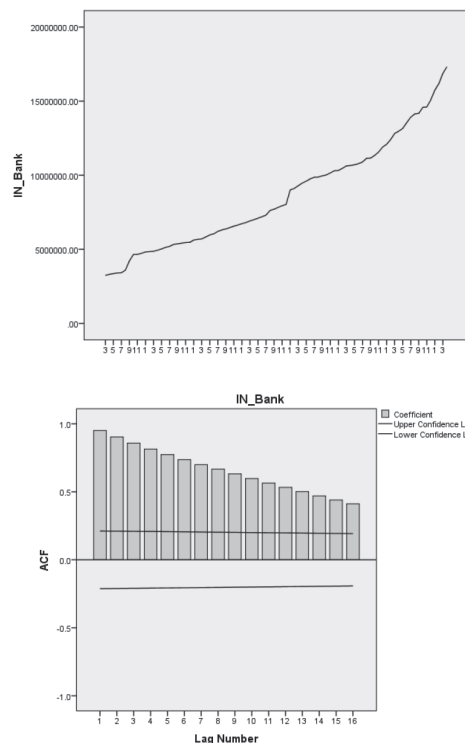 20000000.00
15000000.00
10000000.00
5000000.00
.00
IN_Bank
3 5 7 9 11 1 3 5 7 9 11 1 3 5 7 9 11 1 3 5 7 9 11 1 3 5 7 9 11 1 3 5 7 9 11 1 3 5 7 9 11 1 3
IN_Bank
Coefficient
Upper Confidence L
Lower Confidence L
1.0
0.5
0.0
-0.5
-1.0
ACF
1 2 3 4 5 6 7 8 9 10 11 12 13 14 15 16
Lag Number